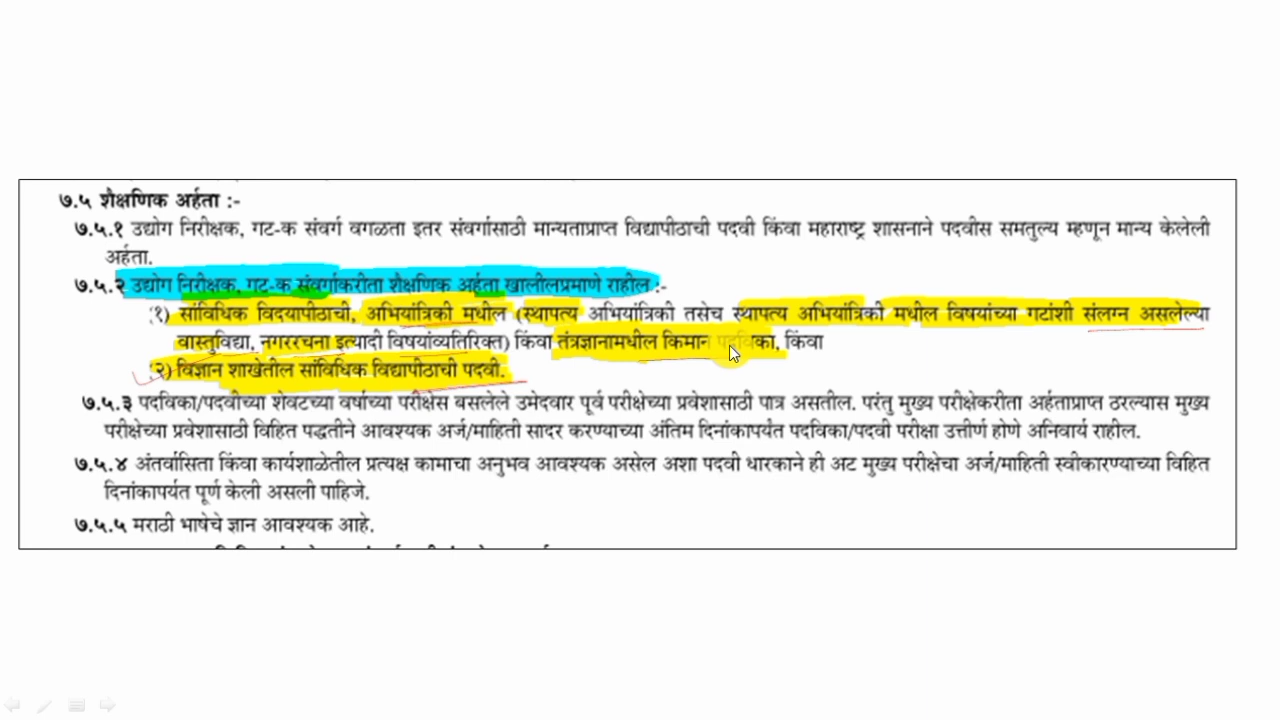 ७.५ शैक्षणिक अर्हता :-
७.५.१ उद्योग निरीक्षक, गट-क संवर्ग वगळता इतर संवर्गासाठी मान्यताप्राप्त विद्यापीठाची पदवी किंवा महाराष्ट्र शासनाने पदवीस समतुल्य म्हणून मान्य केलेली
अर्हता.
७.५.२ उद्योग निरीक्षक, गट-क संवर्गाकरीता शैक्षणिक अर्हता खालीलप्रमाणे राहील :-
(१) सांविधिक विदयापीठाची, अभियांत्रिकी मधील (स्थापत्य अभियांत्रिकी तसेच स्थापत्य अभियांत्रिकी मधील विषयांच्या गटांशी संलग्न असलेल्या
वास्तुविद्या, नगररचना इत्यादी विषयांव्यतिरिक्त) किंवा तंत्रज्ञानामधील किमान पदविका, किंवा
(२) विज्ञान शाखेतील सांविधिक विद्यापीठाची पदवी.
७.५.३ पदविका/पदवीच्या शेवटच्या वर्षाच्या परीक्षेस बसलेले उमेदवार पूर्व परीक्षेच्या प्रवेशासाठी पात्र असतील. परंतु मुख्य परीक्षेकरीता अर्हताप्राप्त ठरल्यास मुख्य
परीक्षेच्या प्रवेशासाठी विहित पद्धतीने आवश्यक अर्ज/माहिती सादर करण्याच्या अंतिम दिनांकापर्यंत पदविका/पदवी परीक्षा उत्तीर्ण होणे अनिवार्य राहील.
७.५.४ अंतर्वासिता किंवा कार्यशाळेतील प्रत्यक्ष कामाचा अनुभव आवश्यक असेल अशा पदवी धारकाने ही अट मुख्य परीक्षेचा अर्ज/माहिती स्वीकारण्याच्या विहित
दिनांकापर्यत पूर्ण केली असली पाहिजे.
७.५.५ मराठी भाषेचे ज्ञान आवश्यक आहे.